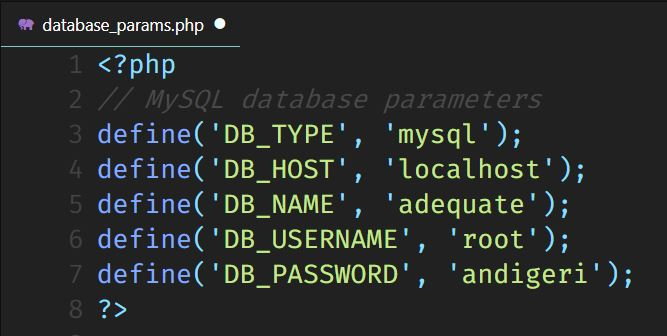 database_params.php
1 <?php
2 // MySQL database parameters
3 define('DB_TYPE', 'mysql');
4 define('DB_HOST', 'localhost');
5 define('DB_NAME', 'adequate');
6 define('DB_USERNAME', 'root');
7 define('DB_PASSWORD', 'andigeri');
8 ?>